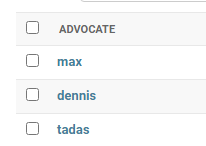 ADVOCATE
max
dennis
tadas